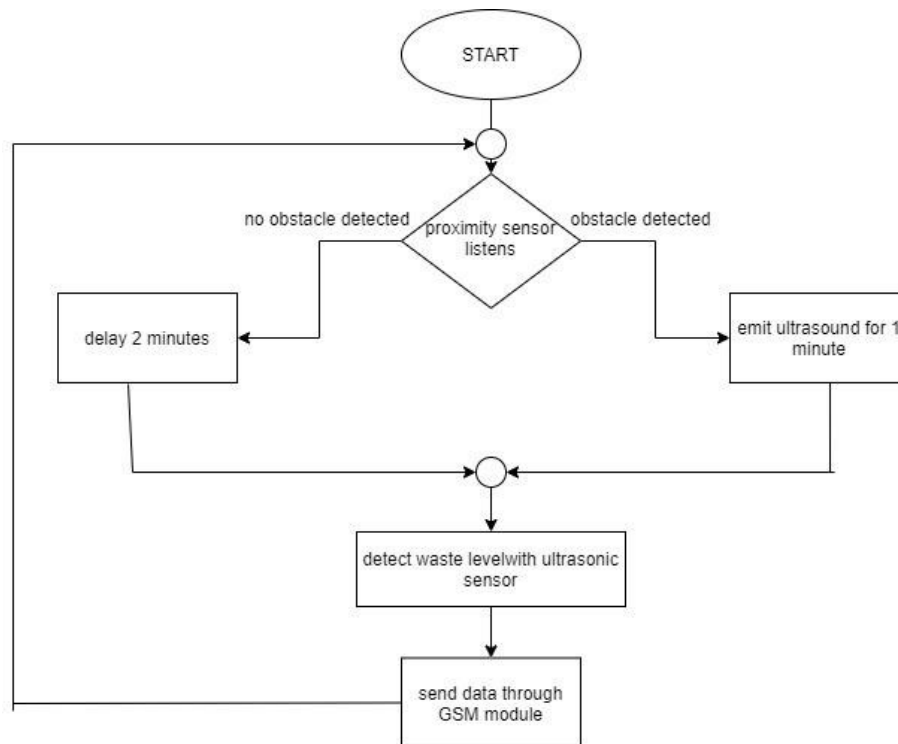 START
no obstacle detected
proximity sensor
listens
obstacle detected
delay 2 minutes
emit ultrasound for 1
minute
detect waste levelwith ultrasonic
sensor
send data through
GSM module